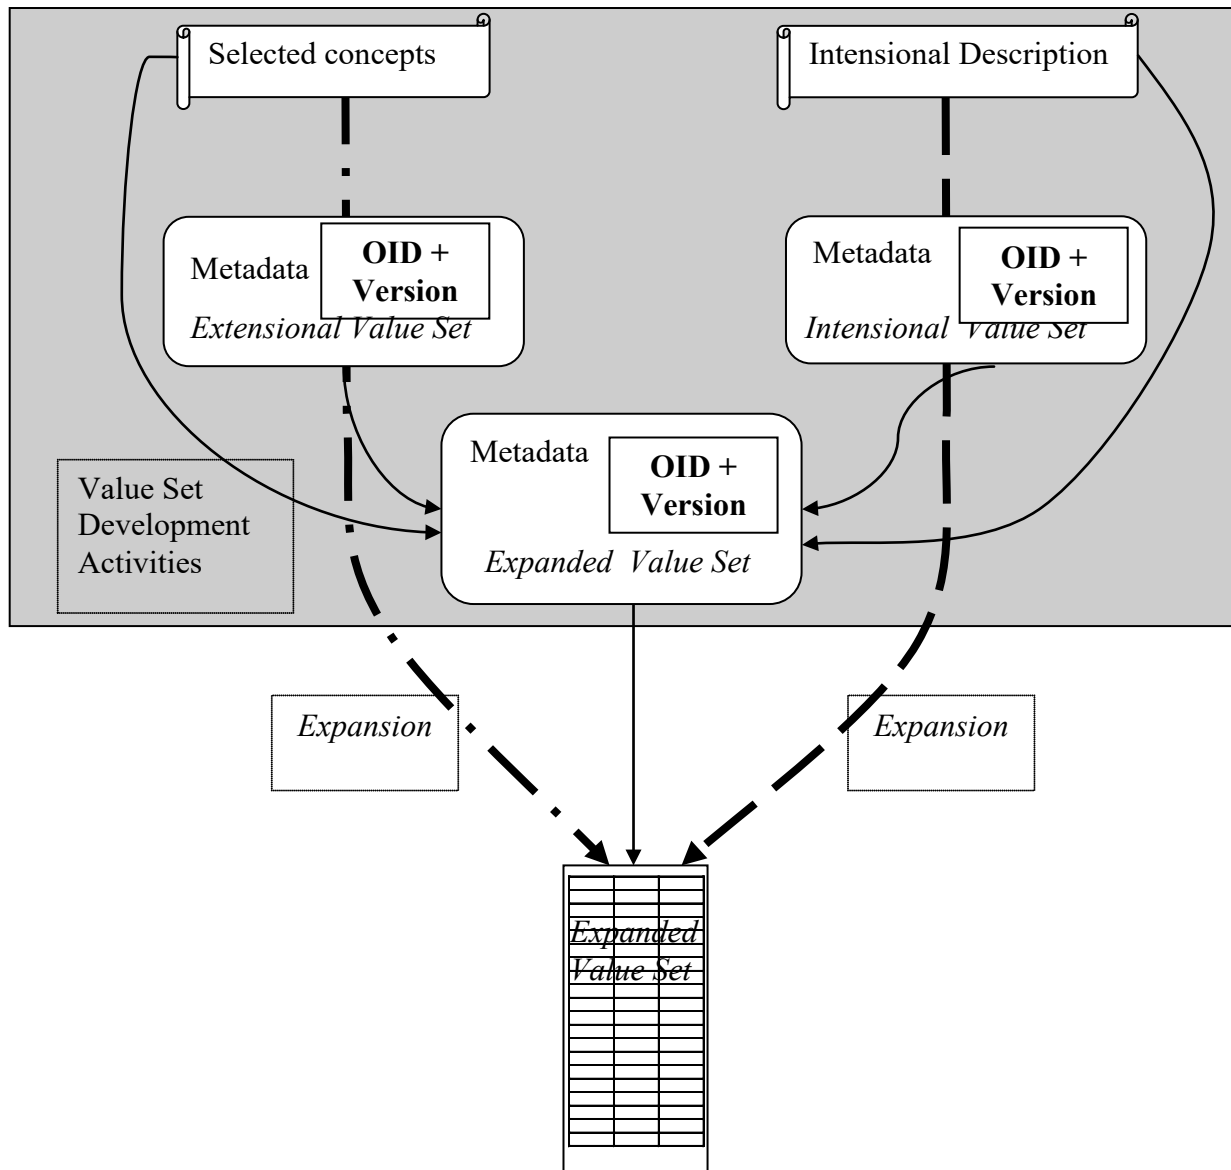 Selected concepts
Intensional Description
Metadata
OID +
Version
Extensional Value Set
Metadata
OID +
Version
Intensional Value Set
Metadata
OID +
Version
Expanded Value Set
Value Set
Development
Activities
Expansion
Expansion
Expanded
Value Set